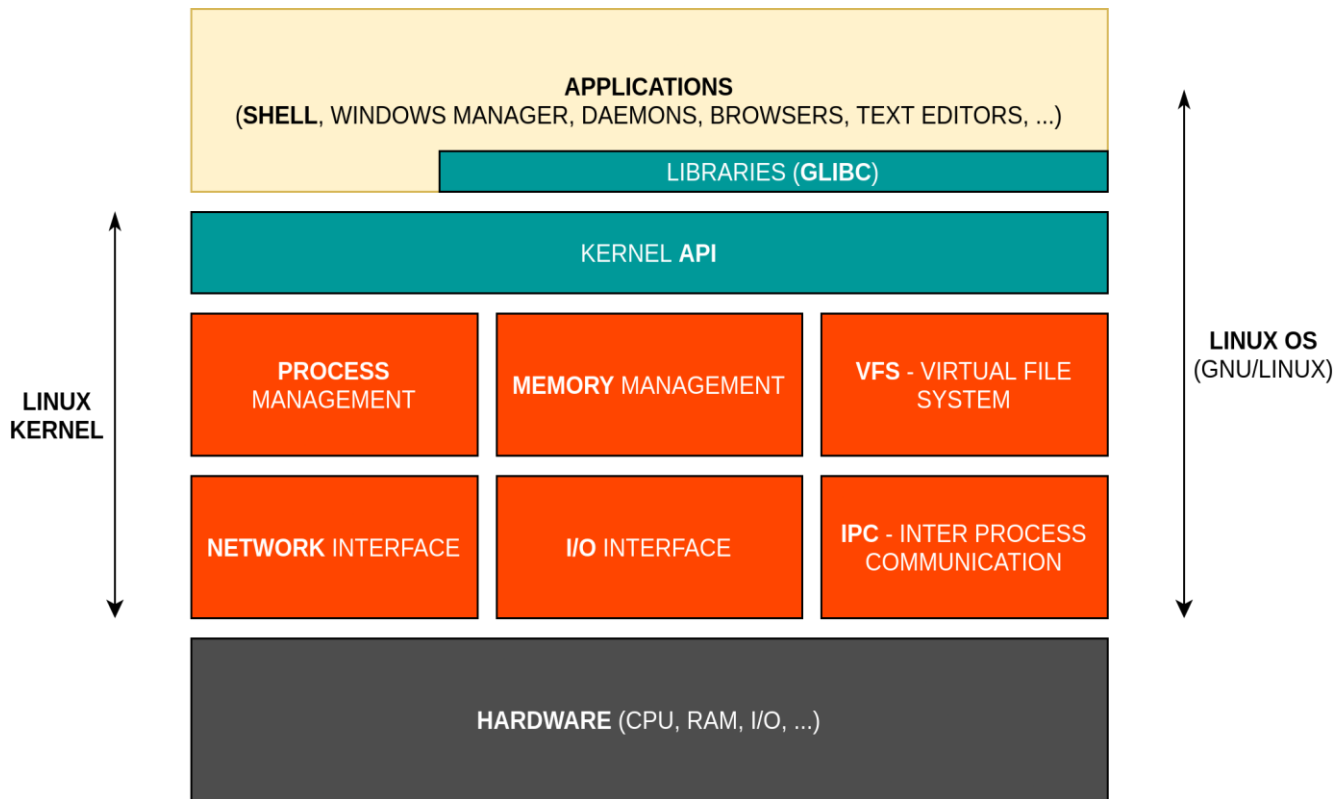 APPLICATIONS
(SHELL, WINDOWS MANAGER, DAEMONS, BROWSERS, TEXT EDITORS, ...)
LIBRARIES (GLIBC)
KERNEL API
PROCESS
MANAGEMENT
MEMORY MANAGEMENT
VFS - VIRTUAL FILE
SYSTEM
LINUX
KERNEL
LINUX OS
(GNU/LINUX)
NETWORK INTERFACE
I/O INTERFACE
IPC - INTER PROCESS
COMMUNICATION
HARDWARE (CPU, RAM, I/O, ...)